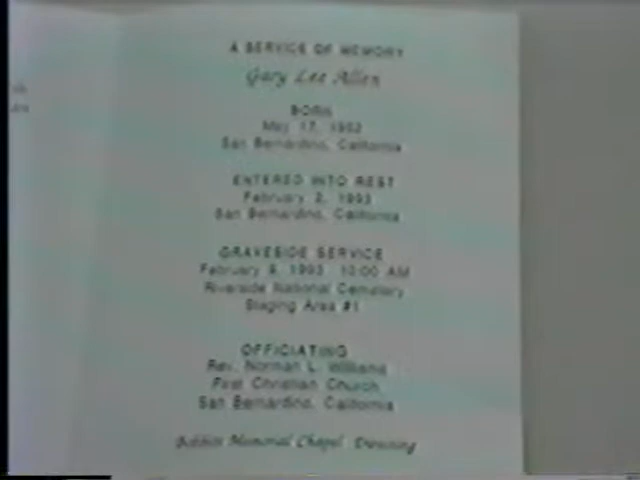 A SERVICE OF MEMORY
Gary Lee Allen
BORN
May 17, 1952
San Bernardino, California
ENTERED INTO REST
February 2, 1993
San Bernardino, California
GRAVESIDE SERVICE
February 9, 1993 10:00 AM
Riverside National Cemetery
Staging Area #1
OFFICIATING
Rev. Norman L. Williams
First Christian Church
San Bernardino, California
Memorial Chapel